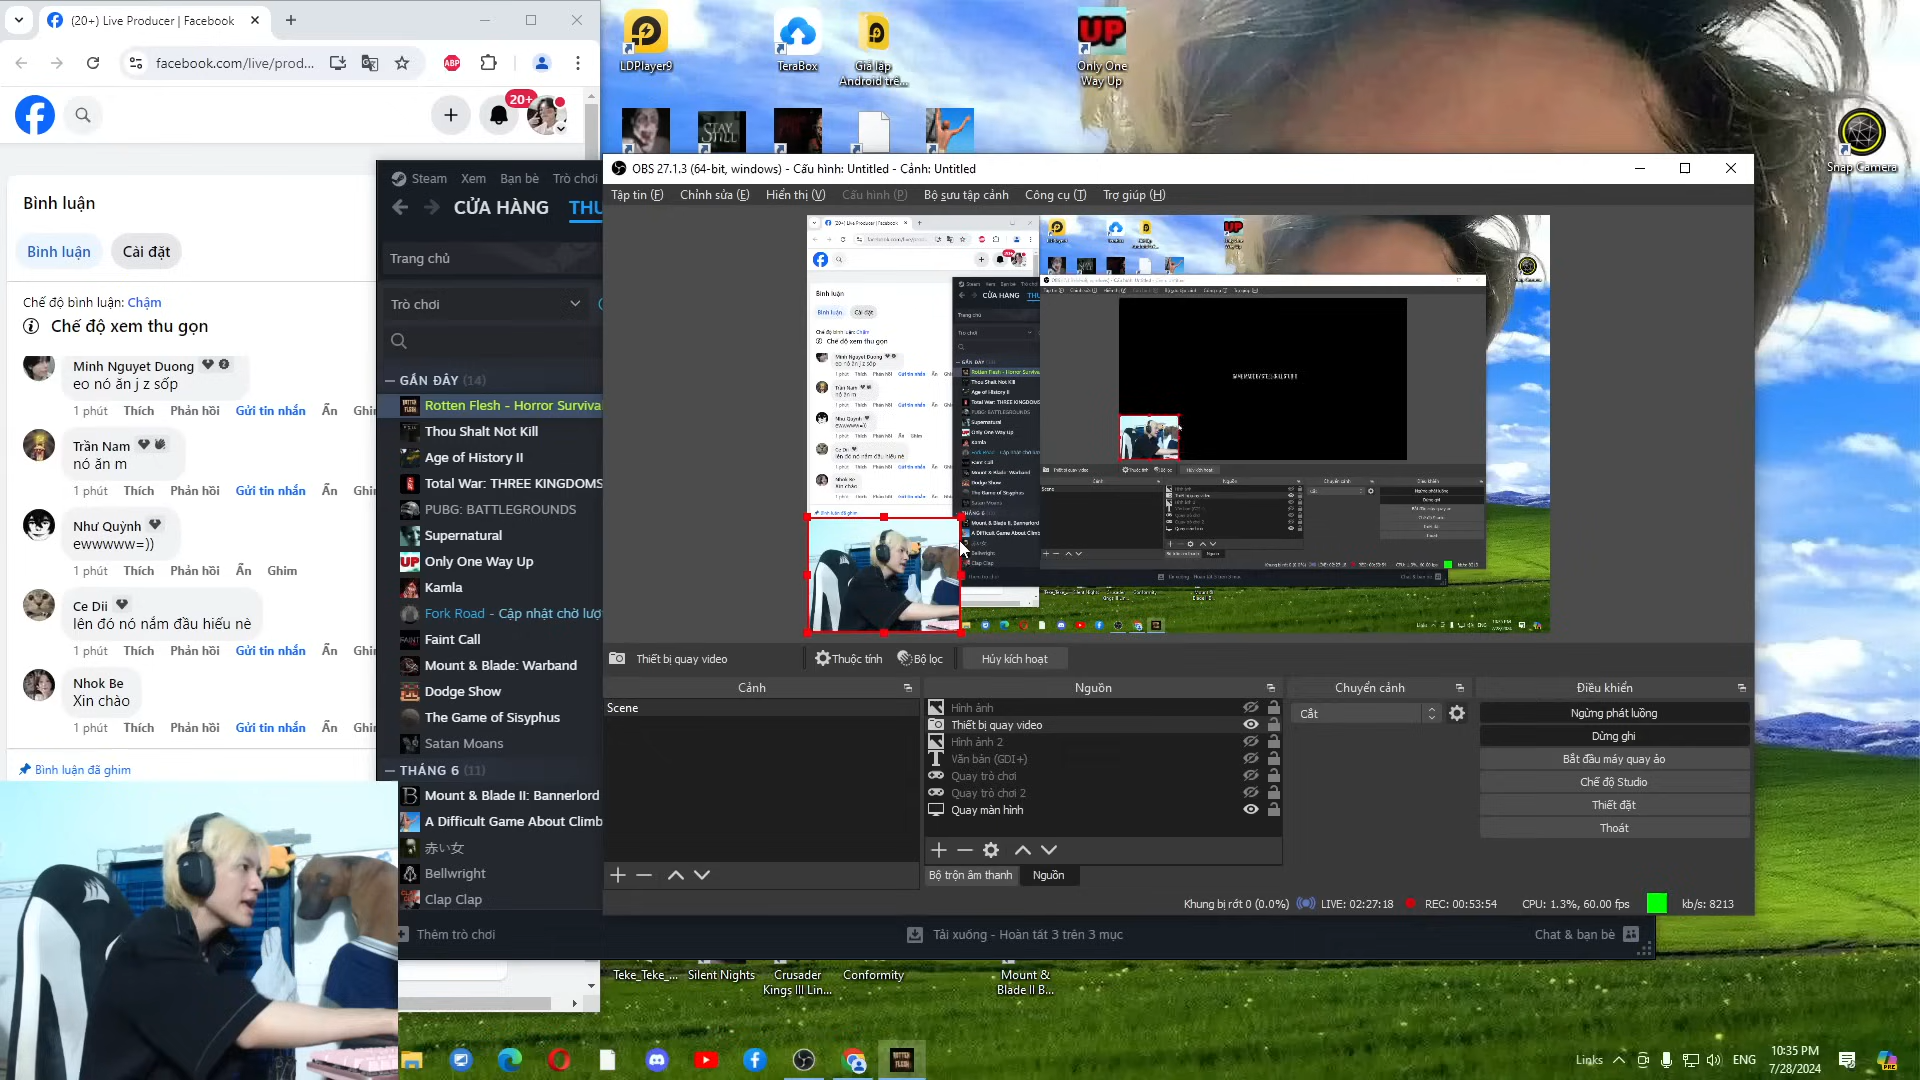 (20+) Live Producer | Facebook
facebook.com/live/prod...
ABP
20+
Bình luận
Bình luận
Cài đặt
Chế độ bình luận: Chậm
Chế độ xem thu gọn
Minh Nguyet Duong
eo nó ăn j z sốp
1 phút Thích Phản hồi Gửi tin nhắn Ẩn Ghim
Trần Nam
nó ăn m
1 phút Thích Phản hồi Gửi tin nhắn Ẩn Ghim
Như Quỳnh
ewwwww=))
1 phút Thích Phản hồi Ẩn Ghim
Ce Dii
lên đó nó nắm đầu hiếu nè
1 phút Thích Phản hồi Gửi tin nhắn Ẩn Ghim
Nhok Be
Xin chào
1 phút Thích Phản hồi Gửi tin nhắn Ẩn Ghim
Bình luận đã ghim
Steam Xem Bạn bè Trò chơi
CỬA HÀNG THƯ
Trang chủ
Trò chơi
— GẦN ĐÂY (14)
Rotten Flesh - Horror Surviva
Thou Shalt Not Kill
Age of History II
Total War: THREE KINGDOMS
PUBG: BATTLEGROUNDS
Supernatural
UP Only One Way Up
Kamla
Fork Road - Cập nhật chờ lượ
Faint Call
Mount & Blade: Warband
Dodge Show
The Game of Sisyphus
Satan Moans
— THÁNG 6 (11)
Mount & Blade II: Bannerlord
A Difficult Game About Climb
赤い女
Bellwright
Clap Clap
Thêm trò chơi
Tải xuống - Hoàn tất 3 trên 3 mục
Chat & bạn bè
LDPlayer9
TeraBox
Giả lập
Android trê...
UP
Only One
Way Up
STAY
STILL
Snap Camera
OBS 27.1.3 (64-bit, windows) - Cấu hình: Untitled - Cảnh: Untitled
Tập tin (F) Chỉnh sửa (E) Hiển thị (V) Cấu hình (P) Bộ sưu tập cảnh Công cụ (T) Trợ giúp (H)
Thiết bị quay video
Thuộc tính
Bộ lọc
Hủy kích hoạt
Cảnh
Scene
Nguồn
Hình ảnh
Thiết bị quay video
Hình ảnh 2
Văn bản (GDI+)
Quay trò chơi
Quay trò chơi 2
Quay màn hình
Bộ trộn âm thanh Nguồn
Chuyển cảnh
Cắt
Điều khiển
Ngừng phát luồng
Dừng ghi
Bắt đầu máy quay ảo
Chế độ Studio
Thiết đặt
Thoát
Khung bị rớt 0 (0.0%) LIVE: 02:27:18 REC: 00:53:54 CPU: 1.3%, 60.00 fps kb/s: 8213
Teke_Teke_...
Silent Nights
Crusader
Kings III Lin...
Conformity
Mount &
Blade II B...
Links
ENG
10:35 PM
7/28/2024